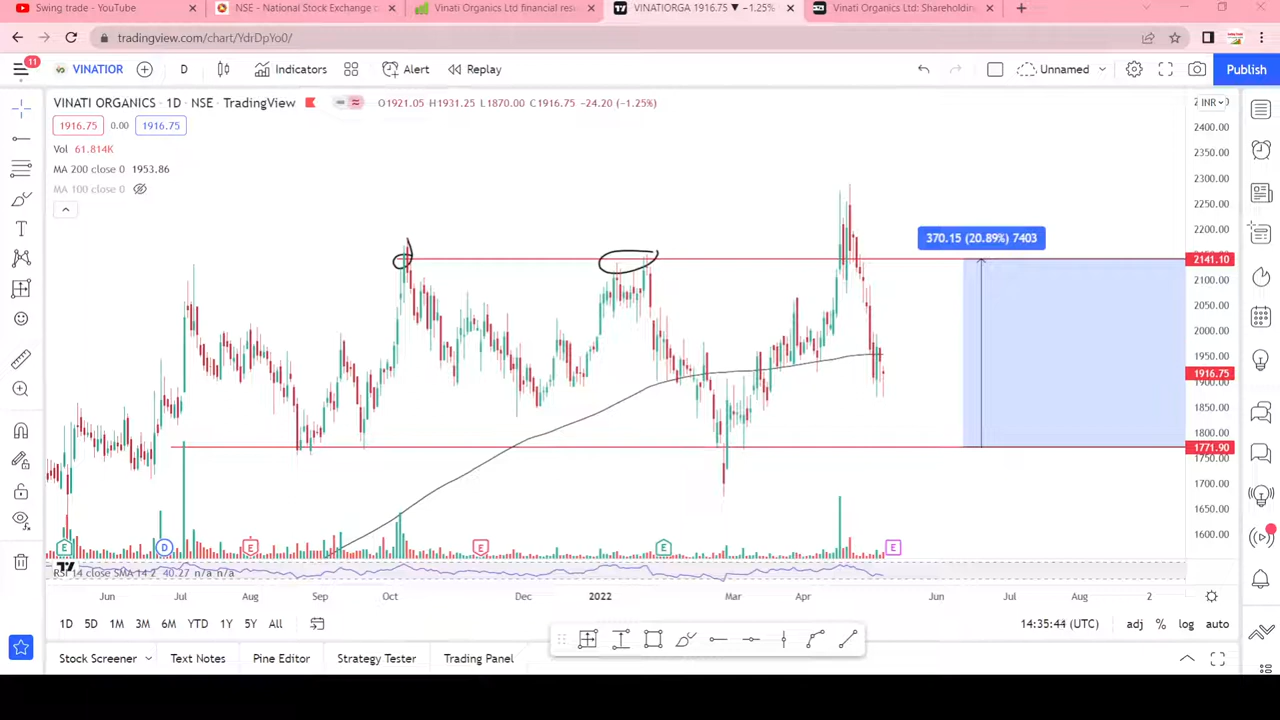 Swing trade - YouTube
NSE - National Stock Exchange c
Vinati Organics Ltd financial res
VINATIORGA 1916.75 ▼ −1.25%
Vinati Organics Ltd: Shareholdin
tradingview.com/chart/YdrDpYo0/
11
VINATIOR
D
Indicators
Alert
Replay
Unnamed
Publish
VINATI ORGANICS · 1D · NSE · TradingView
O1921.05 H1931.25 L1870.00 C1916.75 −24.20 (−1.25%)
INR
1916.75
0.00
1916.75
Vol 61.814K
MA 200 close 0 1953.86
MA 100 close 0
2400.00
2350.00
2300.00
2250.00
2200.00
370.15 (20.89%) 7403
2141.10
2100.00
2050.00
2000.00
1950.00
1916.75
1900.00
1850.00
1800.00
1771.90
1750.00
1700.00
1650.00
1600.00
E
D
E
E
E
E
RSI 14 close SMA 14 2 40.27 n/a n/a
Jun
Jul
Aug
Sep
Oct
Dec
2022
Mar
Apr
Jun
Jul
Aug
2
1D
5D
1M
3M
6M
YTD
1Y
5Y
All
14:35:44 (UTC)
adj
%
log
auto
Stock Screener
Text Notes
Pine Editor
Strategy Tester
Trading Panel